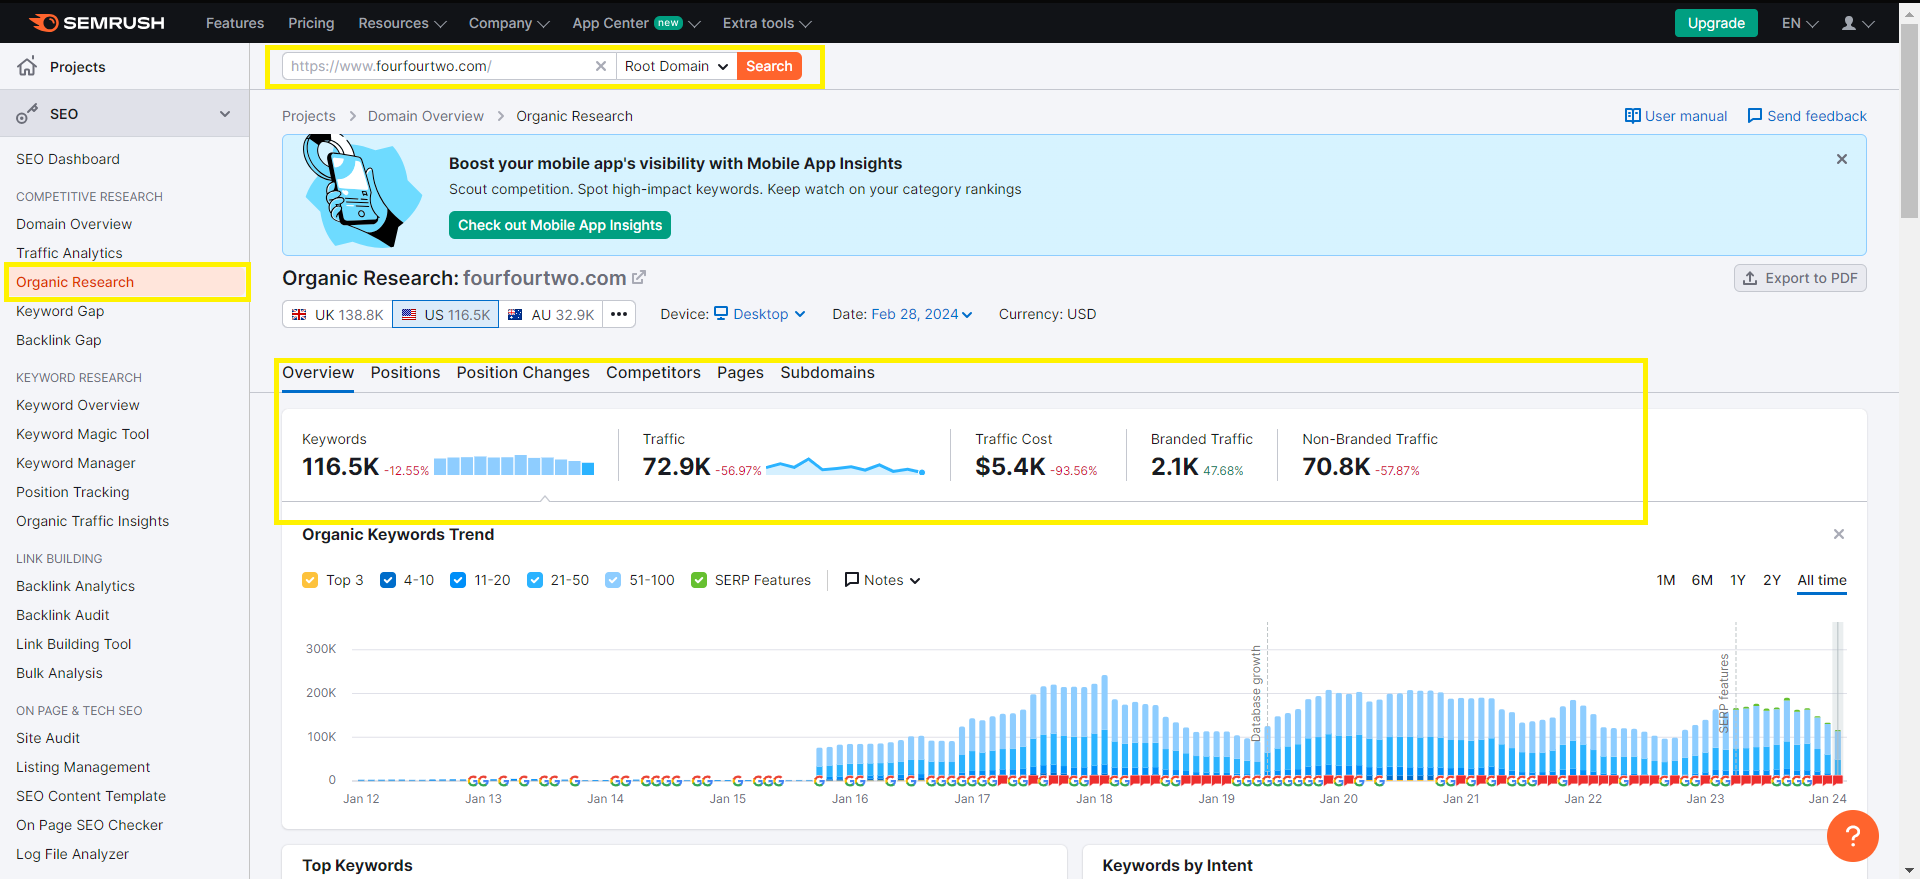 SEMRUSH Features Pricing Resources Company App Center new Extra tools Upgrade EN
Projects
SEO
SEO Dashboard
COMPETITIVE RESEARCH
Domain Overview
Traffic Analytics
Organic Research
Keyword Gap
Backlink Gap
KEYWORD RESEARCH
Keyword Overview
Keyword Magic Tool
Keyword Manager
Position Tracking
Organic Traffic Insights
LINK BUILDING
Backlink Analytics
Backlink Audit
Link Building Tool
Bulk Analysis
ON PAGE & TECH SEO
Site Audit
Listing Management
SEO Content Template
On Page SEO Checker
Log File Analyzer
https://www.fourfourtwo.com/ Root Domain Search
Projects Domain Overview Organic Research User manual Send feedback
Boost your mobile app's visibility with Mobile App Insights
Scout competition. Spot high-impact keywords. Keep watch on your category rankings
Check out Mobile App Insights
Organic Research: fourfourtwo.com Export to PDF
UK 138.8K US 116.5K AU 32.9K ••• Device: Desktop Date: Feb 28, 2024 Currency: USD
Overview Positions Position Changes Competitors Pages Subdomains
Keywords Traffic Traffic Cost Branded Traffic Non-Branded Traffic
116.5K -12.55% 72.9K -56.97% $5.4K -93.56% 2.1K 47.68% 70.8K -57.87%
Organic Keywords Trend
Top 3 4-10 11-20 21-50 51-100 SERP Features Notes 1M 6M 1Y 2Y All time
300K
200K
100K
0
Database growth
SERP features
Jan 12 Jan 13 Jan 14 Jan 15 Jan 16 Jan 17 Jan 18 Jan 19 Jan 20 Jan 21 Jan 22 Jan 23 Jan 24
?
Top Keywords Keywords by Intent